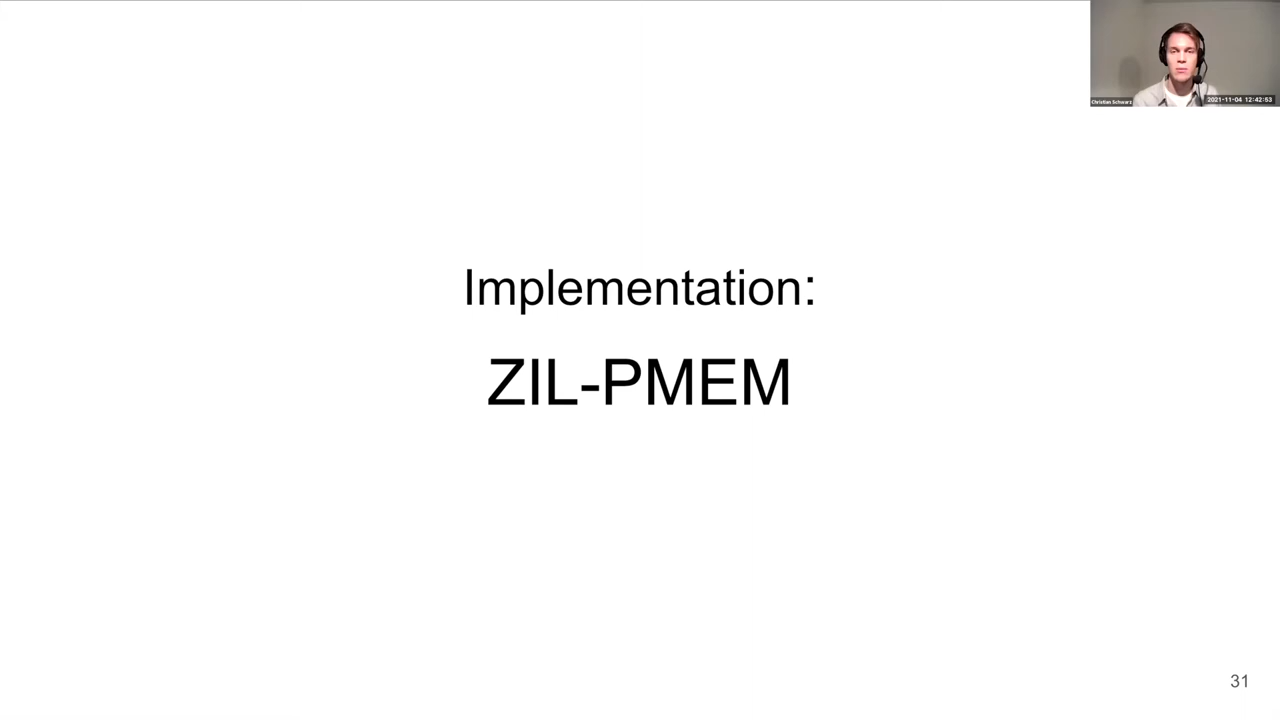 Christian Schwarz
2021-11-04 12:42:53
Implementation:
ZIL-PMEM
31